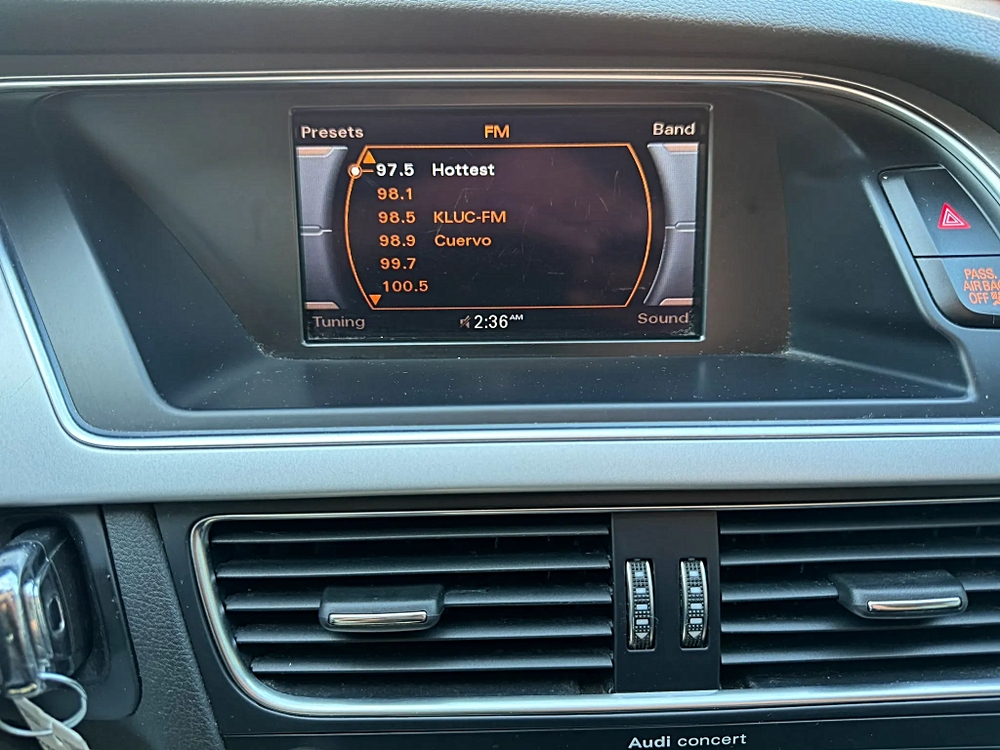 Presets FM Band
97.5 Hottest
98.1
98.5 KLUC-FM
98.9 Cuervo
99.7
100.5
Tuning 2:36AM Sound
PASS.
AIR BAG
OFF
Audi concert